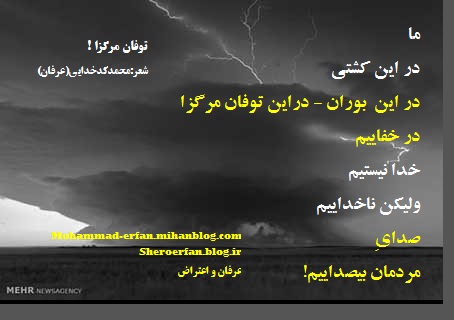 توفان مرگزا !
شعر:محمدکدخدایی(عرفان)
ما
در این کشتی
در این بوران - دراین توفان مرگزا
در خفاییم
خدا نیستیم
ولیکن ناخداییم
صدایِ
مردمان بیصداییم!
Mohammad-erfan.mihanblog.com
Sheroerfan.blog.ir
عرفان و اعتراض
MEHR NEWSAGENCY